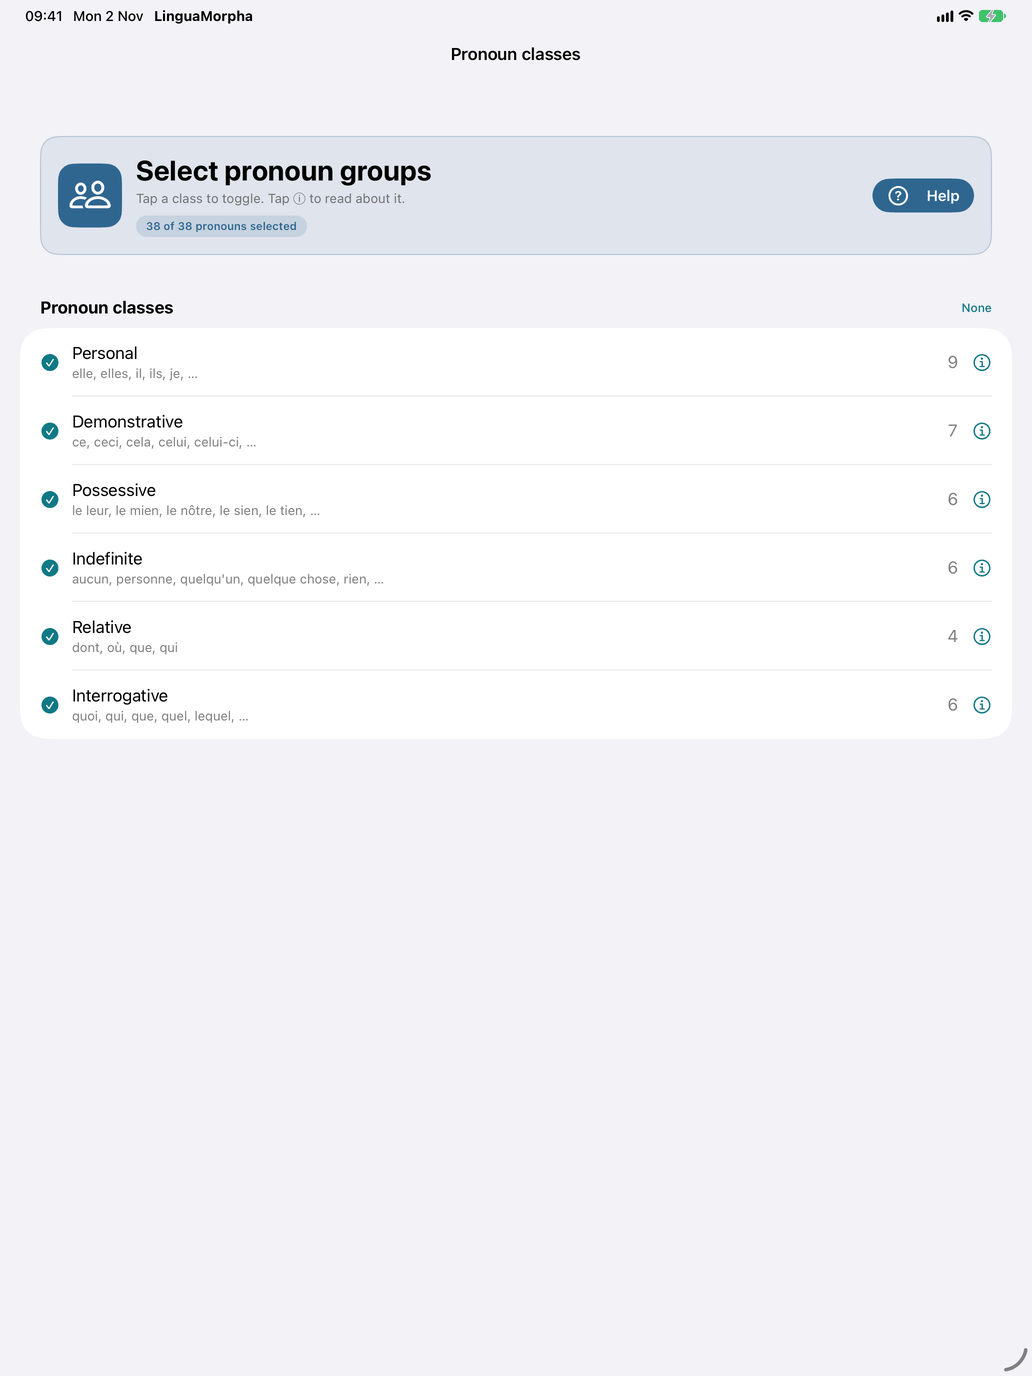 09:41 Mon 2 Nov LinguaMorpha
Pronoun classes
Select pronoun groups
Tap a class to toggle. Tap ⓘ to read about it.
38 of 38 pronouns selected
Help
Pronoun classes
None
Personal
elle, elles, il, ils, je, ...
9
Demonstrative
ce, ceci, cela, celui, celui-ci, ...
7
Possessive
le leur, le mien, le nôtre, le sien, le tien, ...
6
Indefinite
aucun, personne, quelqu'un, quelque chose, rien, ...
6
Relative
dont, où, que, qui
4
Interrogative
quoi, qui, que, quel, lequel, ...
6